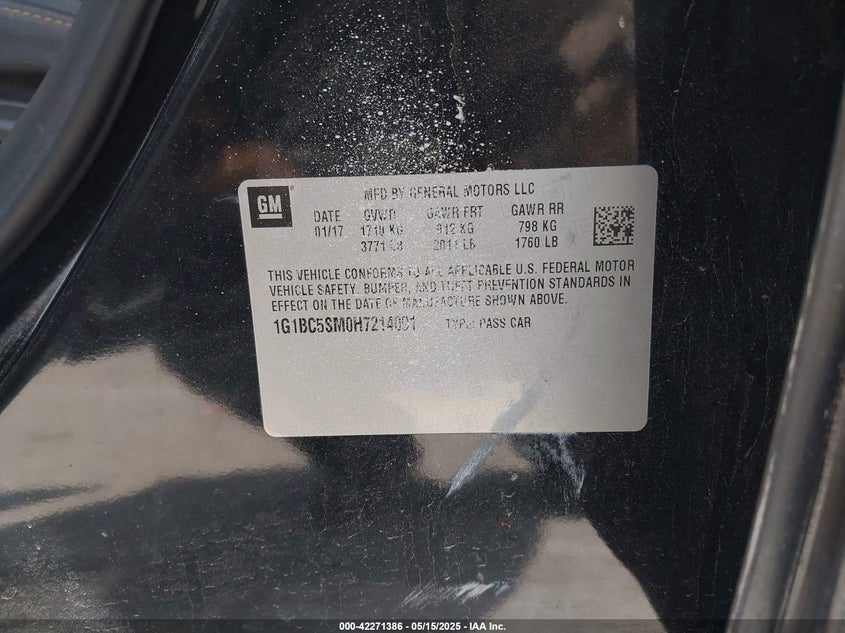 GM
MFD BY GENERAL MOTORS LLC
DATE GVWR GAWR FRT GAWR RR
01/17 1710 KG 912 KG 798 KG
3771 LB 2011 LB 1760 LB
THIS VEHICLE CONFORMS TO ALL APPLICABLE U.S. FEDERAL MOTOR
VEHICLE SAFETY, BUMPER, AND THEFT PREVENTION STANDARDS IN
EFFECT ON THE DATE OF MANUFACTURE SHOWN ABOVE.
TYPE: PASS CAR
000-42271386 - 05/15/2025 - IAA Inc.